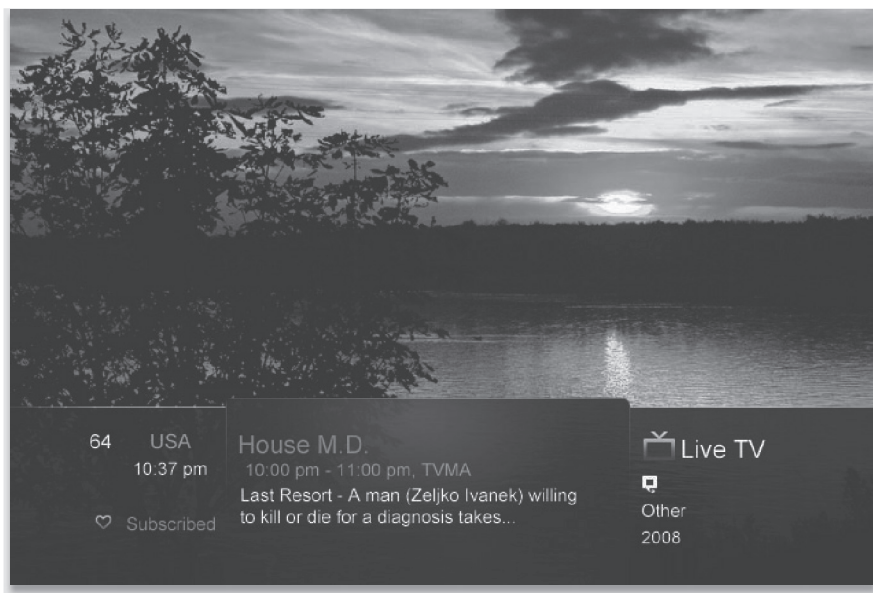 64 USA
10:37 pm
Subscribed
House M.D.
10:00 pm - 11:00 pm, TVMA
Last Resort - A man (Zeljko Ivanek) willing
to kill or die for a diagnosis takes...
Live TV
Other
2008